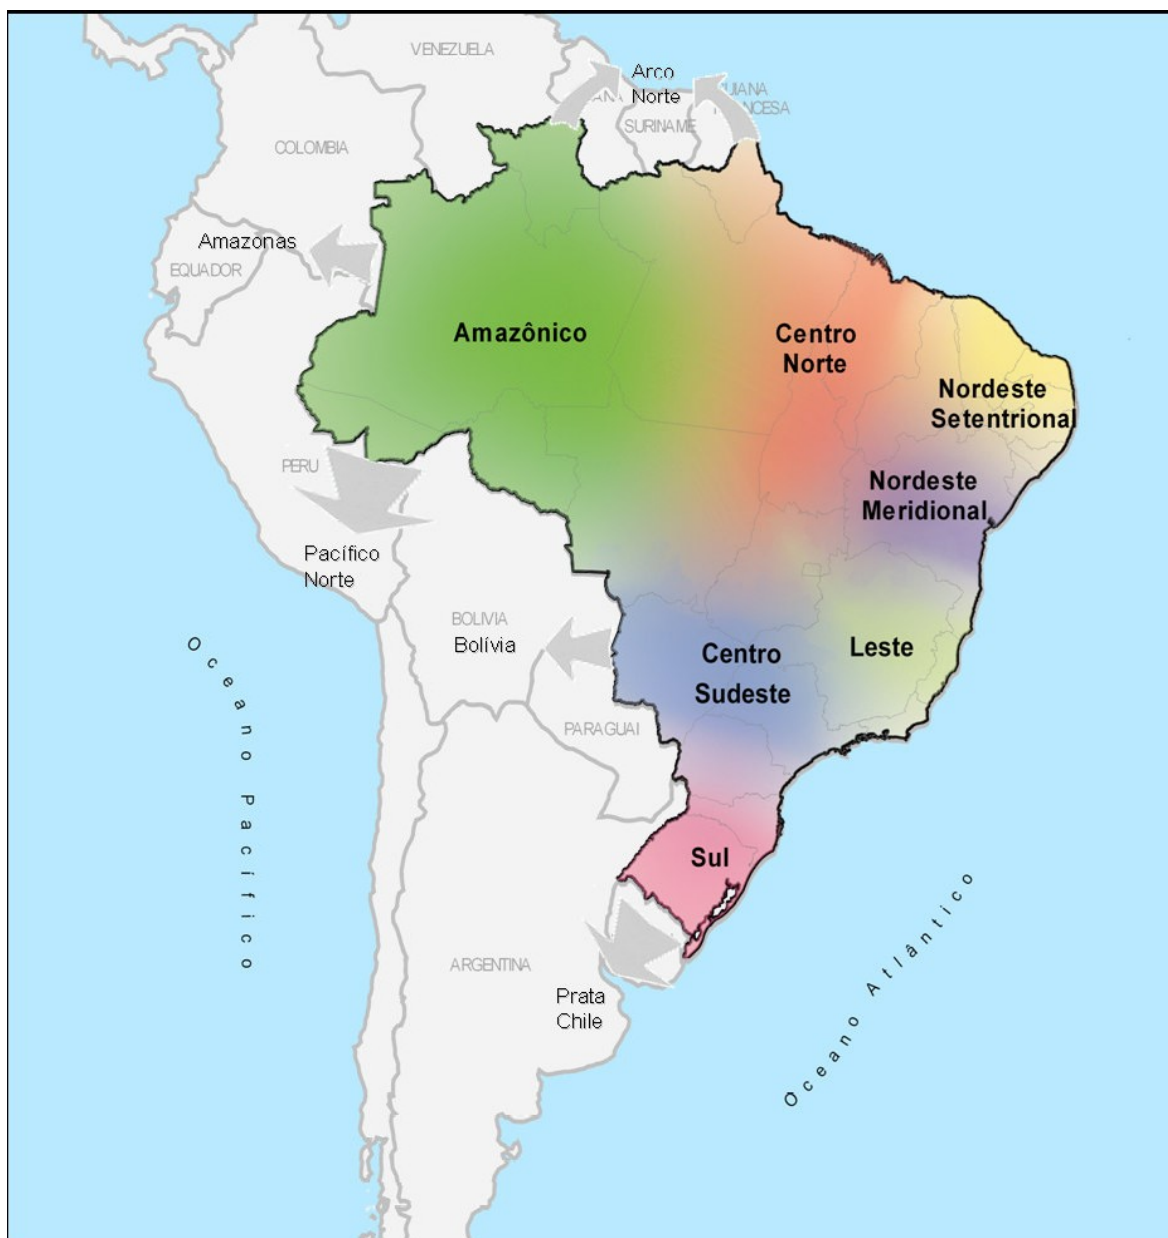 VENEZUELA
Arco
Norte
SURINAME
COLOMBIA
Amazonas
EQUADOR
Amazônico
Centro
Norte
Nordeste
Setentrional
PERU
Nordeste
Meridional
Pacífico
Norte
BOLIVIA
Bolívia
Centro
Sudeste
Leste
PARAGUAI
Oceano Pacífico
Sul
ARGENTINA
Prata
Chile
Oceano Atlântico